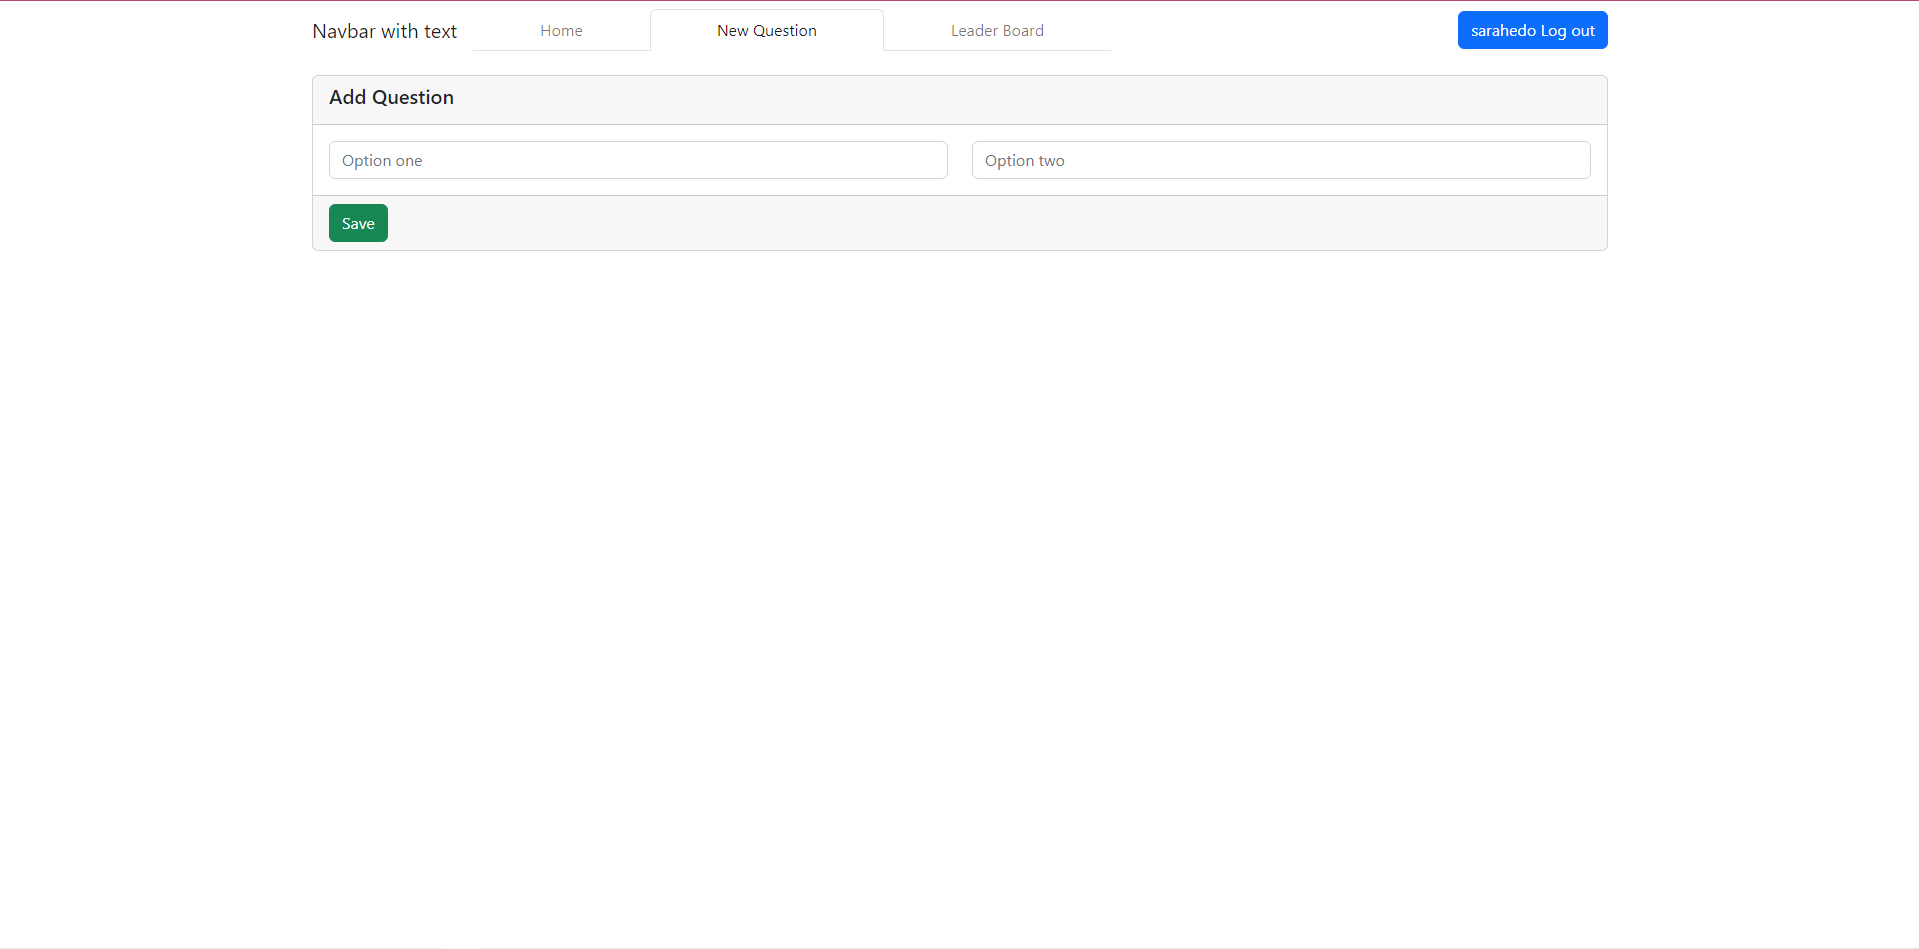 Navbar with text Home New Question Leader Board sarahedo Log out
Add Question
Option one Option two
Save